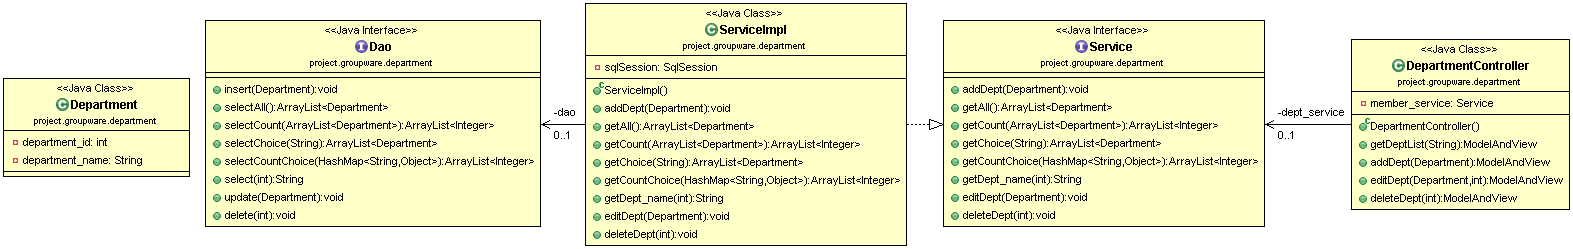 <<Java Class>>
Department
project.groupware.department
department_id: int
department_name: String
<<Java Interface>>
Dao
project.groupware.department
insert(Department):void
selectAll():ArrayList<Department>
selectCount(ArrayList<Department>):ArrayList<Integer>
selectChoice(String):ArrayList<Department>
selectCountChoice(HashMap<String,Object>):ArrayList<Integer>
select(int):String
update(Department):void
delete(int):void
-dao
0..1
<<Java Class>>
ServiceImpl
project.groupware.department
sqlSession: SqlSession
ServiceImpl()
addDept(Department):void
getAll():ArrayList<Department>
getCount(ArrayList<Department>):ArrayList<Integer>
getChoice(String):ArrayList<Department>
getCountChoice(HashMap<String,Object>):ArrayList<Integer>
getDept_name(int):String
editDept(Department):void
deleteDept(int):void
<<Java Interface>>
Service
project.groupware.department
addDept(Department):void
getAll():ArrayList<Department>
getCount(ArrayList<Department>):ArrayList<Integer>
getChoice(String):ArrayList<Department>
getCountChoice(HashMap<String,Object>):ArrayList<Integer>
getDept_name(int):String
editDept(Department):void
deleteDept(int):void
-dept_service
0..1
<<Java Class>>
DepartmentController
project.groupware.department
member_service: Service
DepartmentController()
getDeptList(String):ModelAndView
addDept(Department):ModelAndView
editDept(Department,int):ModelAndView
deleteDept(int):ModelAndView